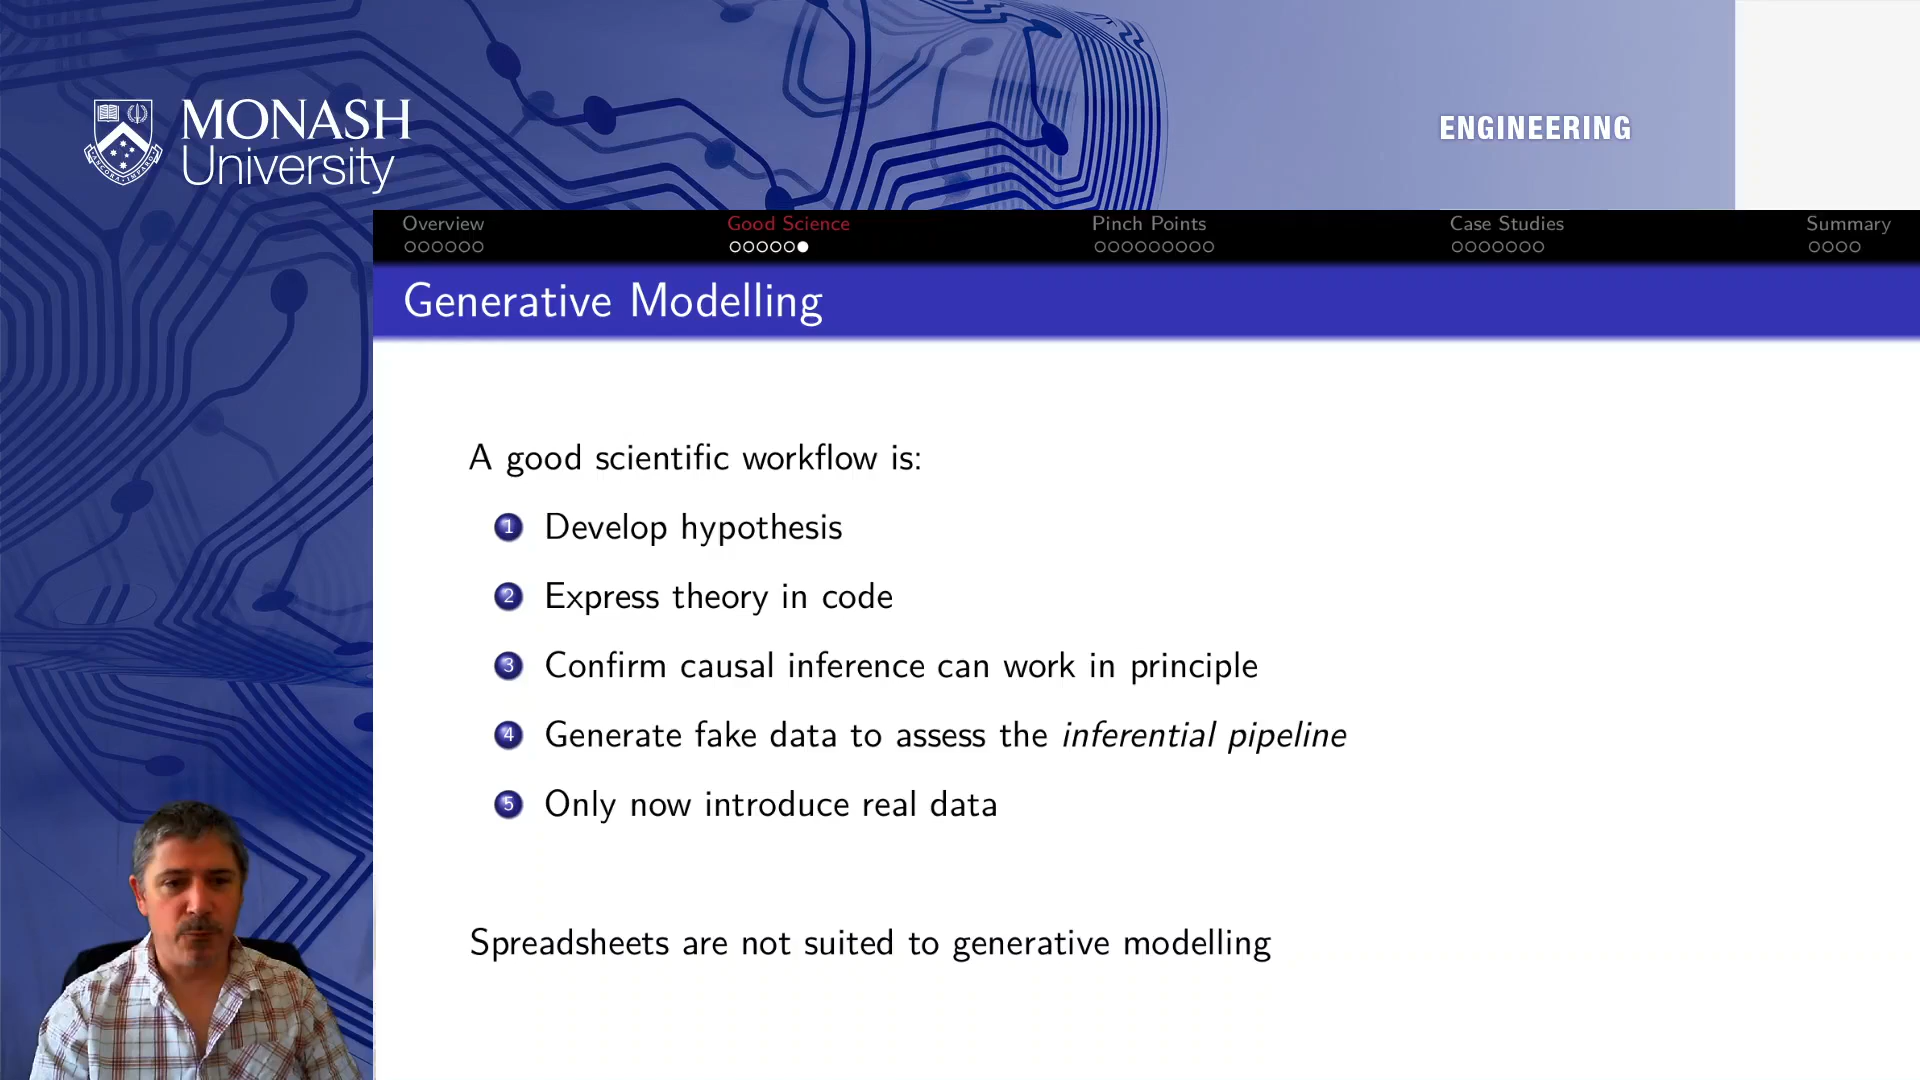 MONASH
University
ENGINEERING
Overview
Good Science
Pinch Points
Case Studies
Summary
Generative Modelling
A good scientific workflow is:
1 Develop hypothesis
2 Express theory in code
3 Confirm causal inference can work in principle
4 Generate fake data to assess the inferential pipeline
5 Only now introduce real data
Spreadsheets are not suited to generative modelling